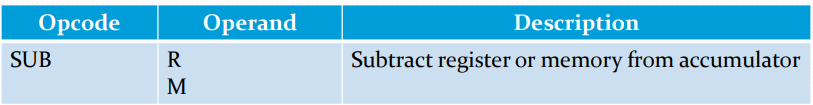 Opcode Operand Description
SUB R Subtract register or memory from accumulator
M